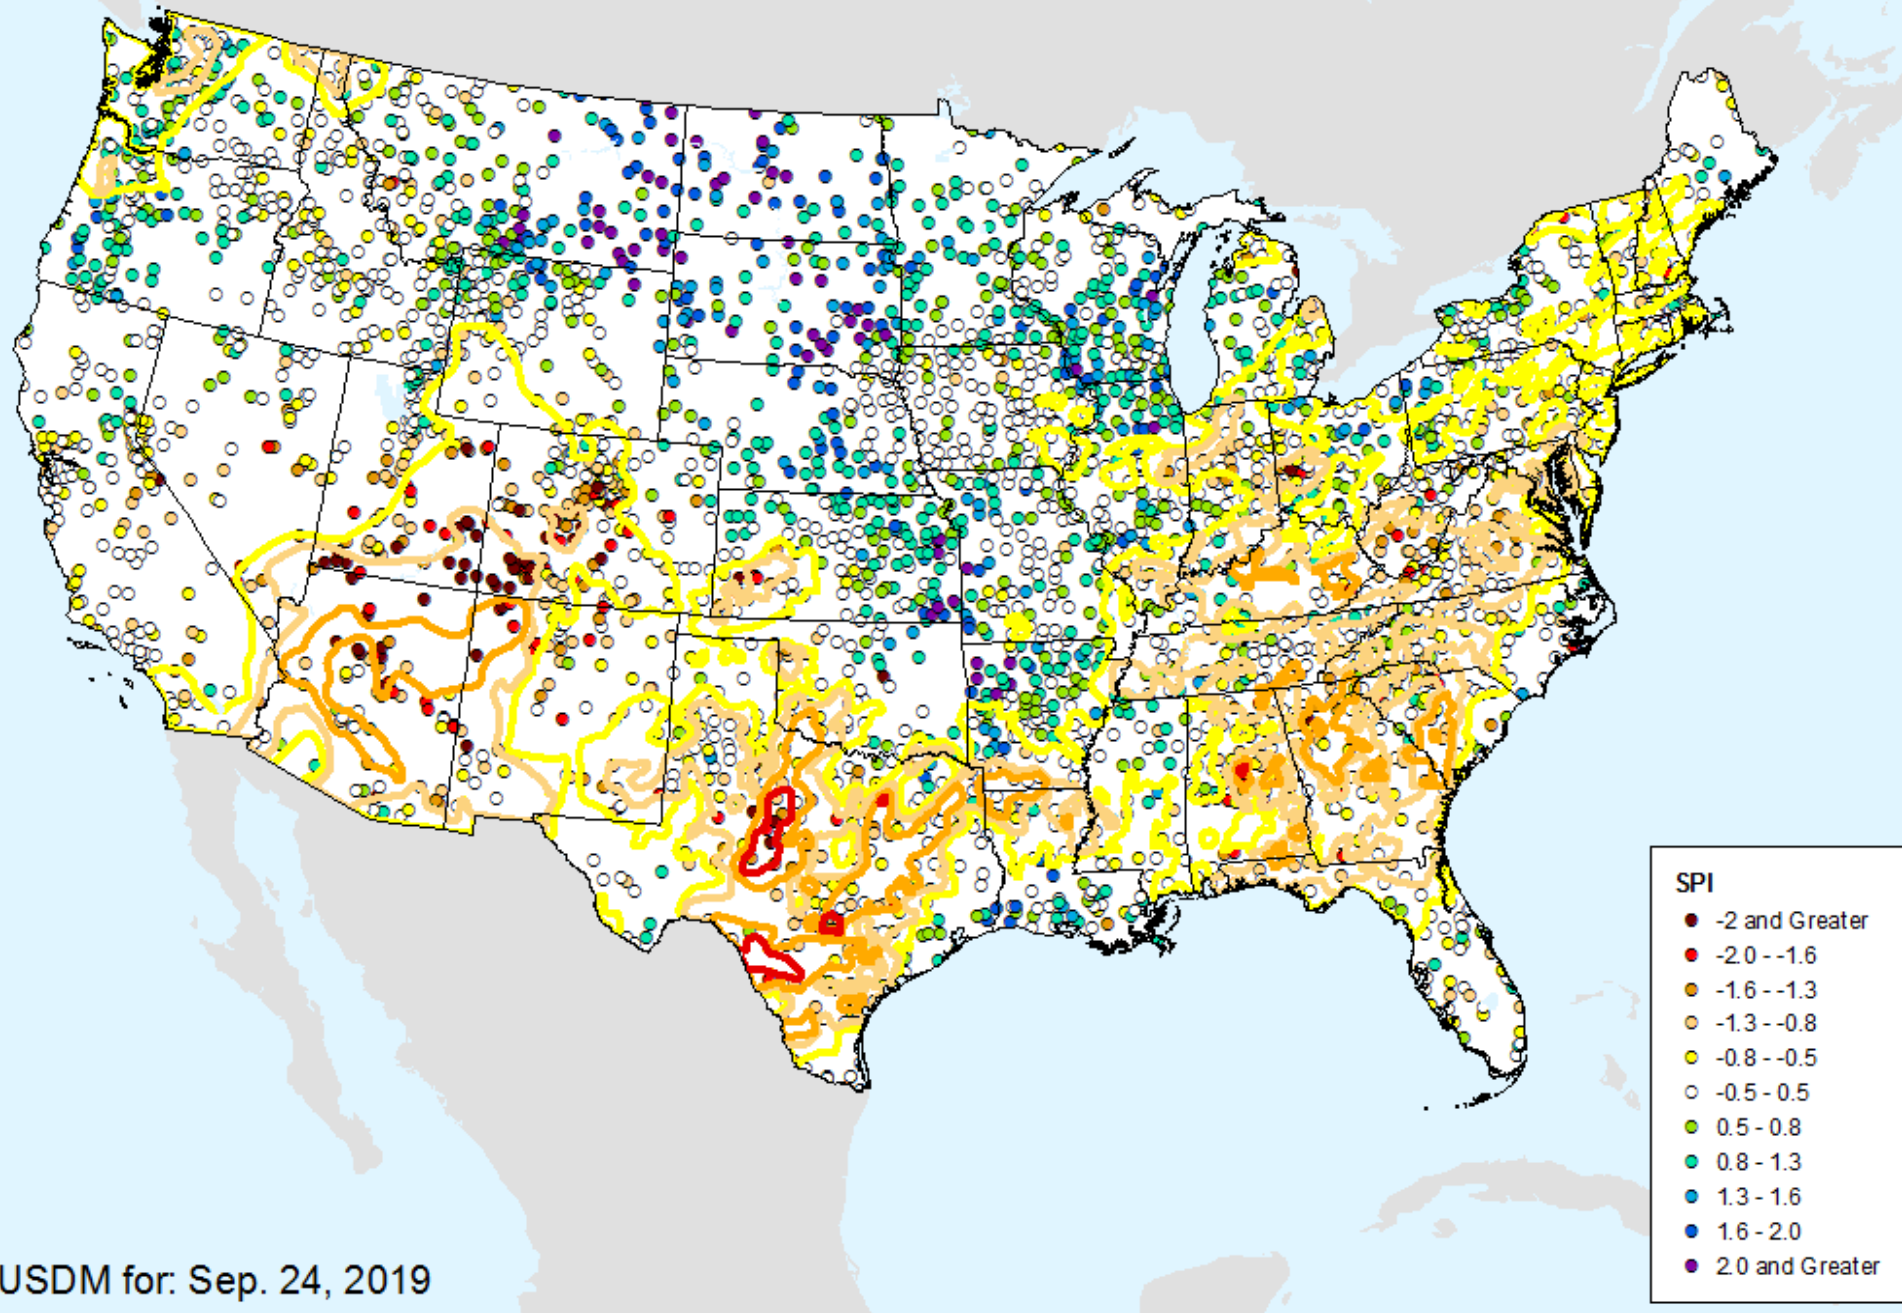 SPI
-2 and Greater
-2.0 - -1.6
-1.6 - -1.3
-1.3 - -0.8
-0.8 - -0.5
-0.5 - 0.5
0.5 - 0.8
0.8 - 1.3
1.3 - 1.6
1.6 - 2.0
2.0 and Greater
USDM for: Sep. 24, 2019